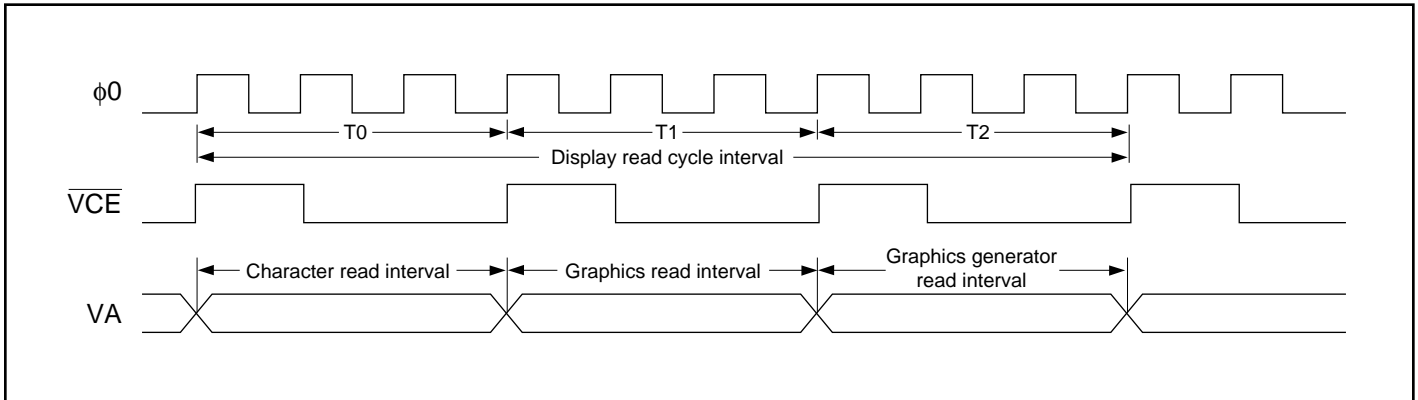 ϕ0
T0
T1
T2
Display read cycle interval
VCE
Character read interval
Graphics read interval
Graphics generator
read interval
VA